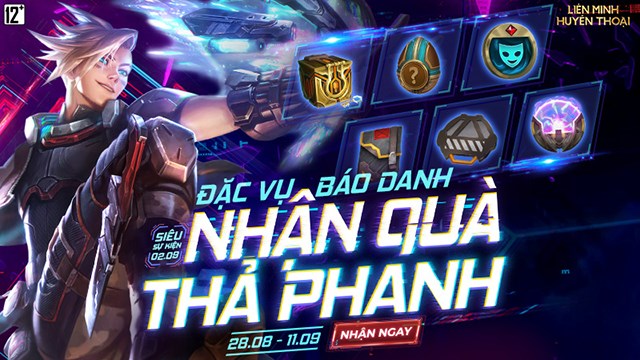 12+
LIÊN MINH
HUYỀN THOẠI
?
ĐẶC VỤ BÁO DANH
SIÊU
SỰ KIỆN
02.09
NHẬN QUÀ
THẢ PHANH
28.08 - 11.09
NHẬN NGAY